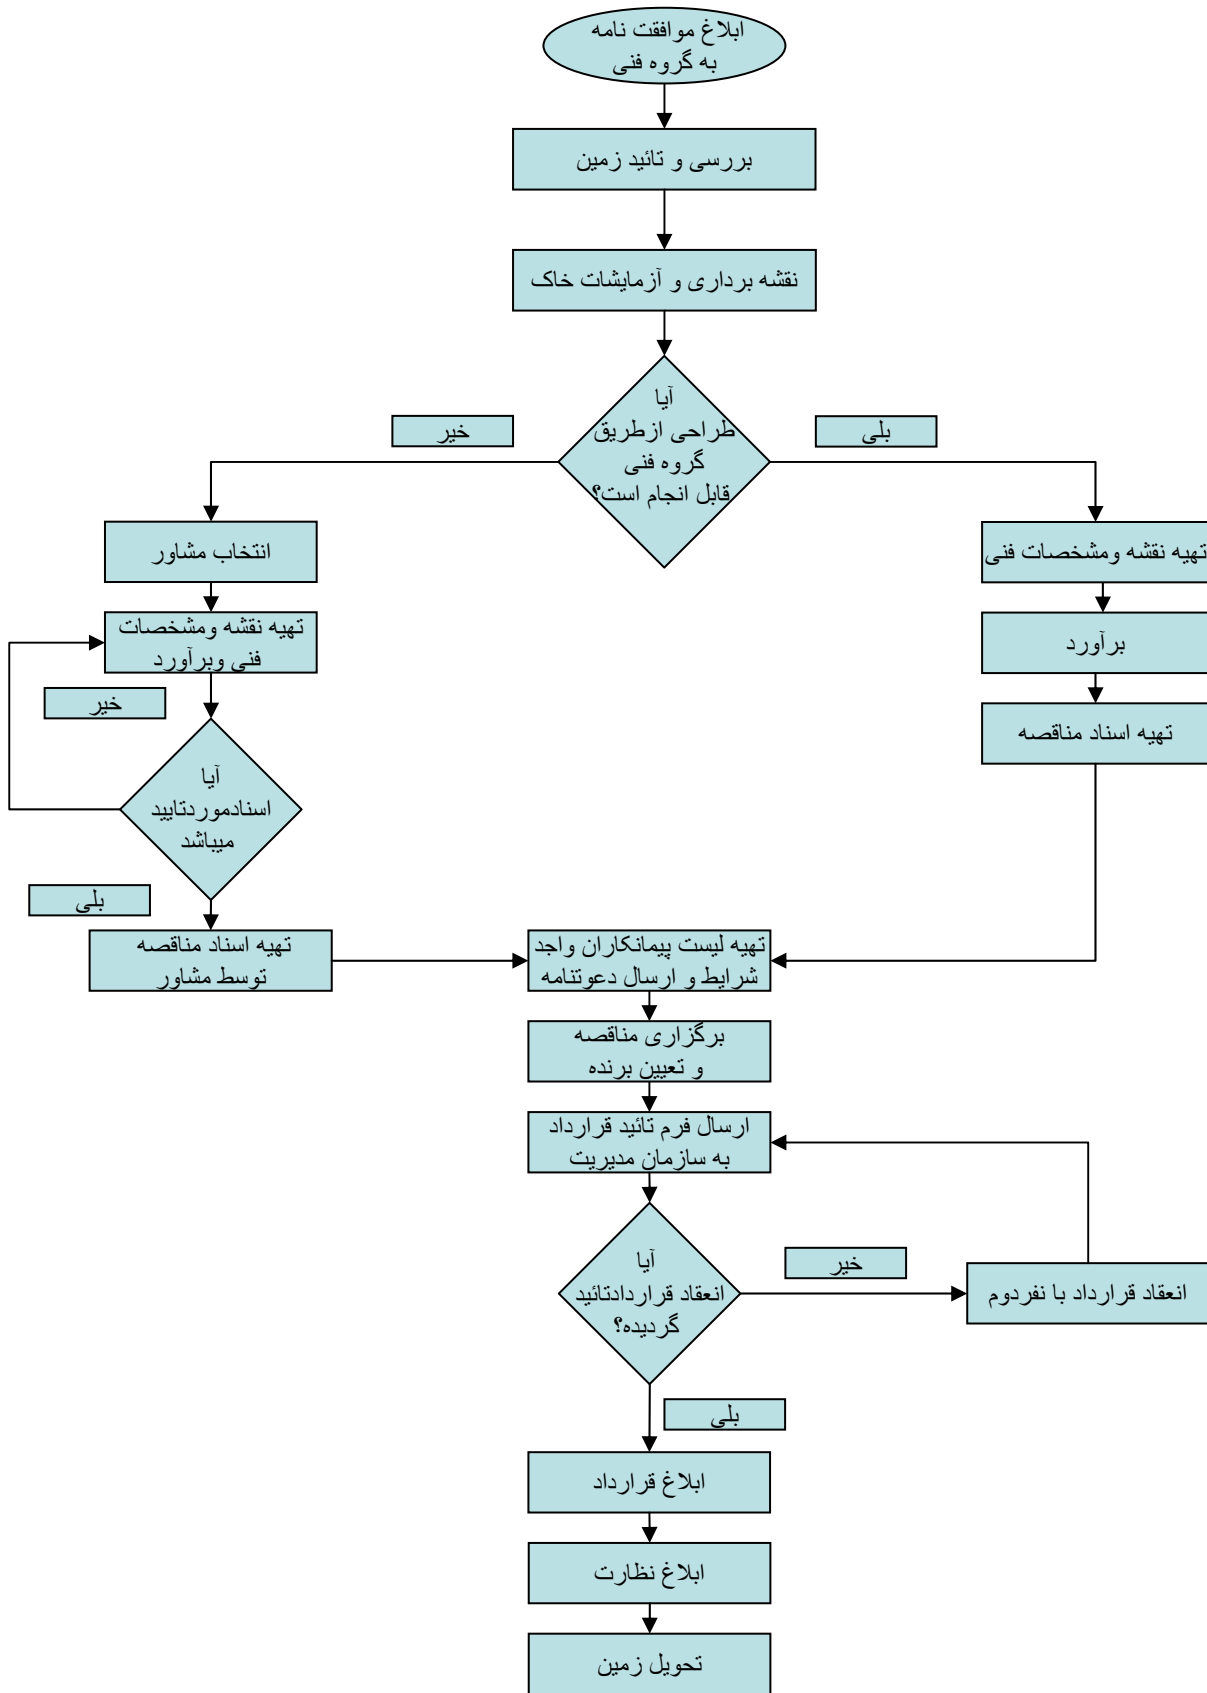 ابلاغ موافقت نامه
به گروه فنی
بررسی و تائید زمین
نقشه برداری و آزمایشات خاک
آیا
طراحی ازطریق
گروه فنی
قابل انجام است؟
بلی
خیر
تهیه نقشه ومشخصات فنی
برآورد
تهیه اسناد مناقصه
انتخاب مشاور
تهیه نقشه ومشخصات
فنی وبرآورد
خیر
آیا
اسنادموردتایید
میباشد
بلی
تهیه اسناد مناقصه
توسط مشاور
تهیه لیست پیمانکاران واجد
شرایط و ارسال دعوتنامه
برگزاری مناقصه
و تعیین برنده
ارسال فرم تائید قرارداد
به سازمان مدیریت
آیا
انعقاد قراردادتائید
گردیده؟
خیر
انعقاد قرارداد با نفردوم
بلی
ابلاغ قرارداد
ابلاغ نظارت
تحویل زمین